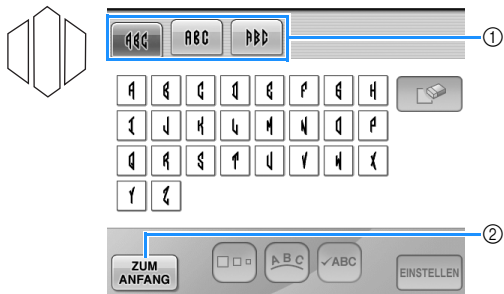 ABC ABC ABC ①
A B C D E F G H
I J K L M N O P
Q R S T U V W X
Y Z
②
ZUM
ANFANG
ABC
✓ABC
EINSTELLEN